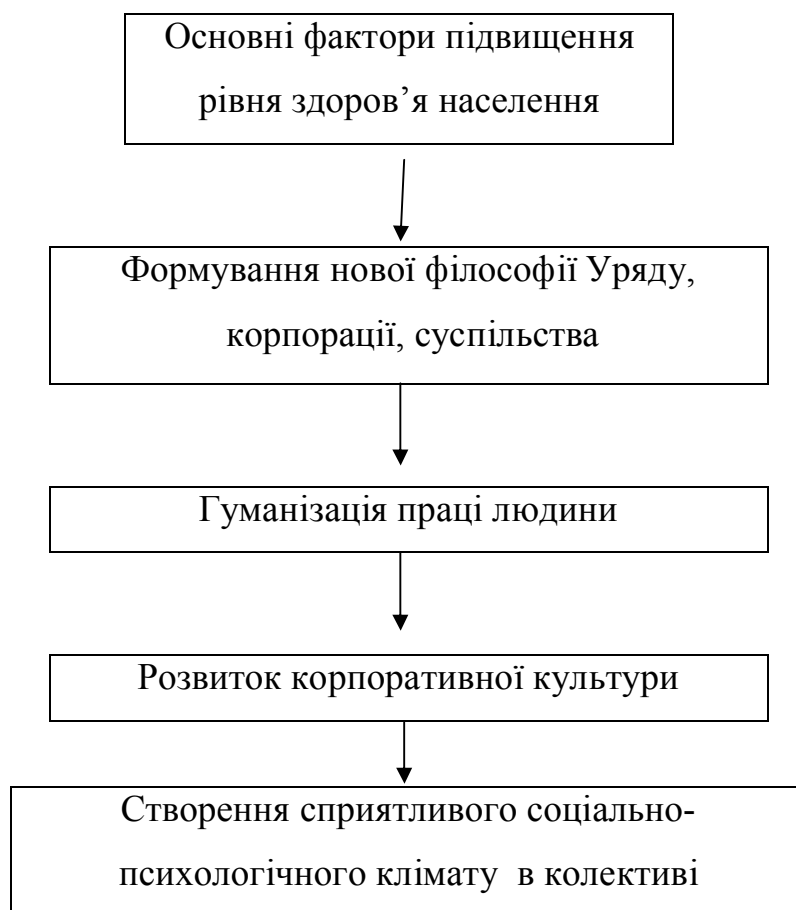 Основні фактори підвищення
рівня здоров’я населення
Формування нової філософії Уряду,
корпорації, суспільства
Гуманізація праці людини
Розвиток корпоративної культури
Створення сприятливого соціально-
психологічного клімату  в колективі